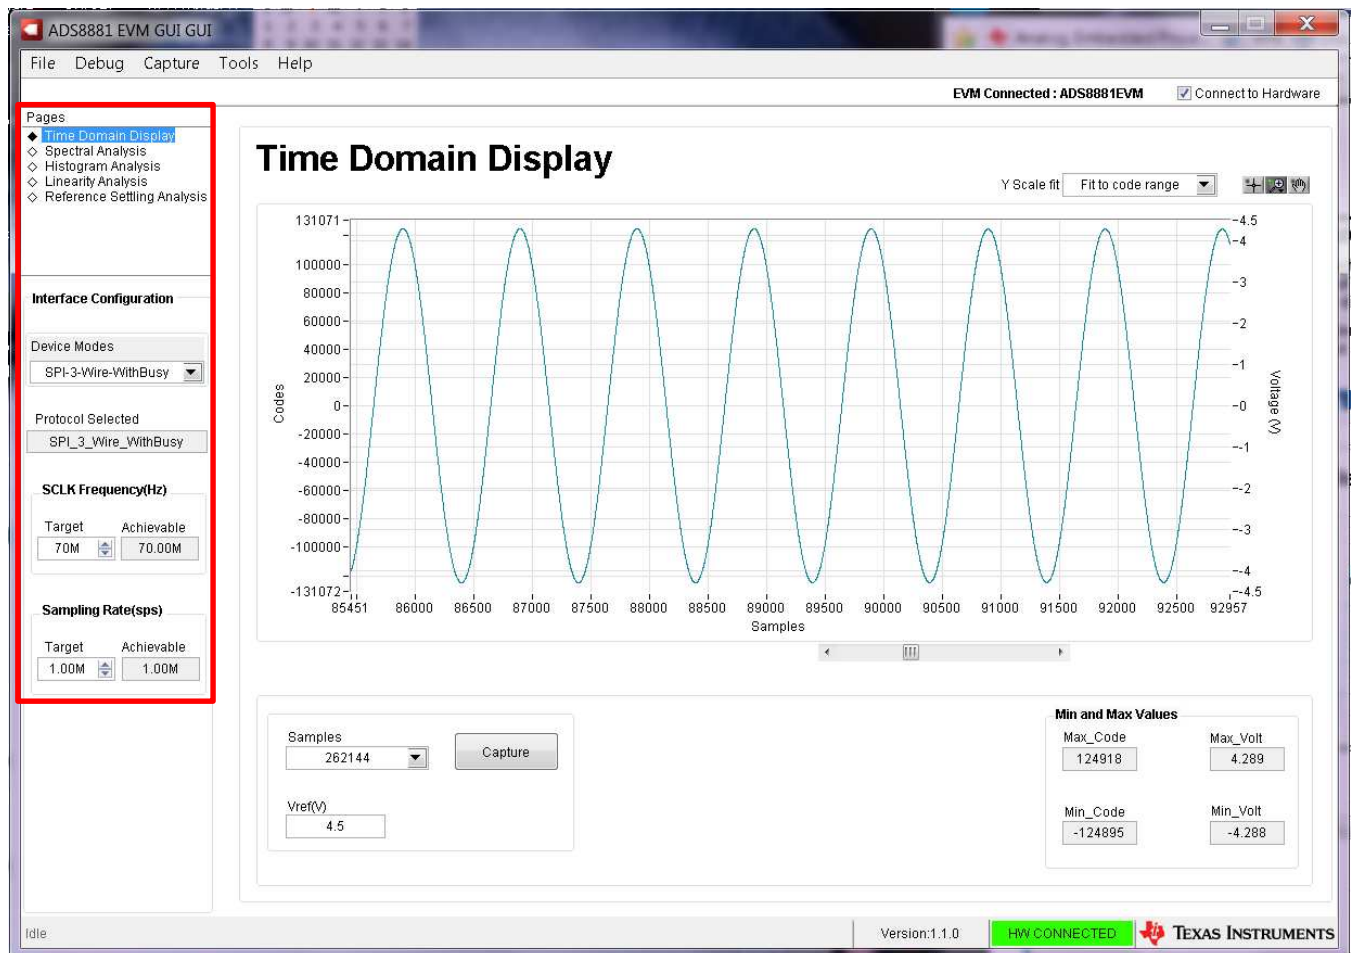 ADS8881 EVM GUI GUI
File Debug Capture Tools Help
EVM Connected : ADS8881EVM
Connect to Hardware
Pages
Time Domain Display
Spectral Analysis
Histogram Analysis
Linearity Analysis
Reference Settling Analysis
Interface Configuration
Device Modes
SPI-3-Wire-WithBusy
Protocol Selected
SPI_3_Wire_WithBusy
SCLK Frequency(Hz)
Target Achievable
70M 70.00M
Sampling Rate(sps)
Target Achievable
1.00M 1.00M
Time Domain Display
Y Scale fit Fit to code range
131071
100000
80000
60000
40000
20000
0
-20000
-40000
-60000
-80000
-100000
-131072
Codes
4.5
4
3
2
1
0
-1
-2
-3
-4
-4.5
Voltage (V)
85451 86000 86500 87000 87500 88000 88500 89000 89500 90000 90500 91000 91500 92000 92500 92957
Samples
Samples
262144
Capture
Vref(V)
4.5
Min and Max Values
Max_Code Max_Volt
124918 4.289
Min_Code Min_Volt
-124895 -4.288
Idle
Version:1.1.0
HW CONNECTED
TEXAS INSTRUMENTS